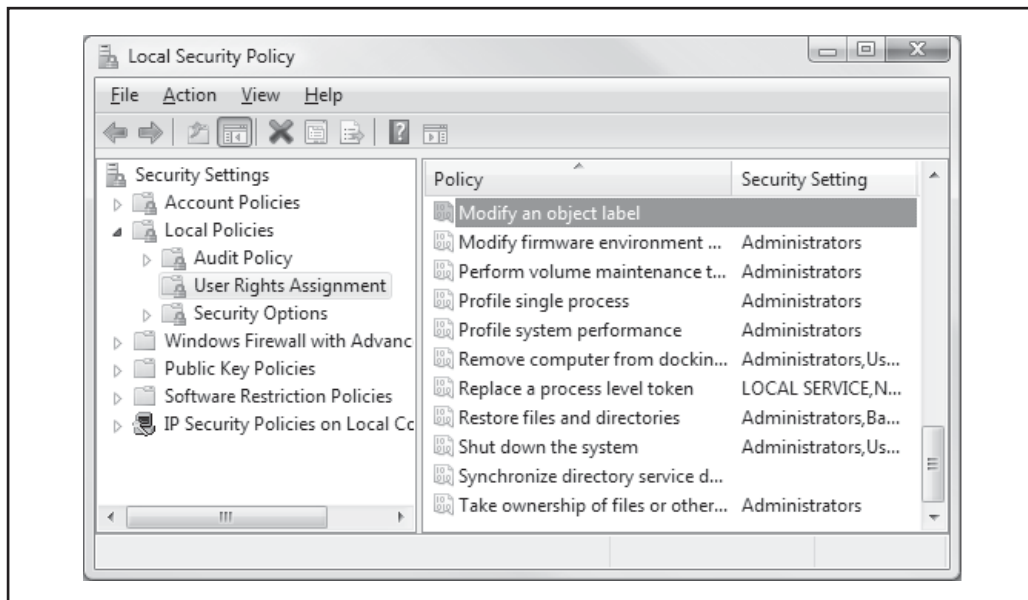 Local Security Policy
File Action View Help
Security Settings
Account Policies
Local Policies
Audit Policy
User Rights Assignment
Security Options
Windows Firewall with Advanc
Public Key Policies
Software Restriction Policies
IP Security Policies on Local Cc
Policy Security Setting
Modify an object label
Modify firmware environment ... Administrators
Perform volume maintenance t... Administrators
Profile single process Administrators
Profile system performance Administrators
Remove computer from dockin... Administrators,Us...
Replace a process level token LOCAL SERVICE,N...
Restore files and directories Administrators,Ba...
Shut down the system Administrators,Us...
Synchronize directory service d...
Take ownership of files or other... Administrators